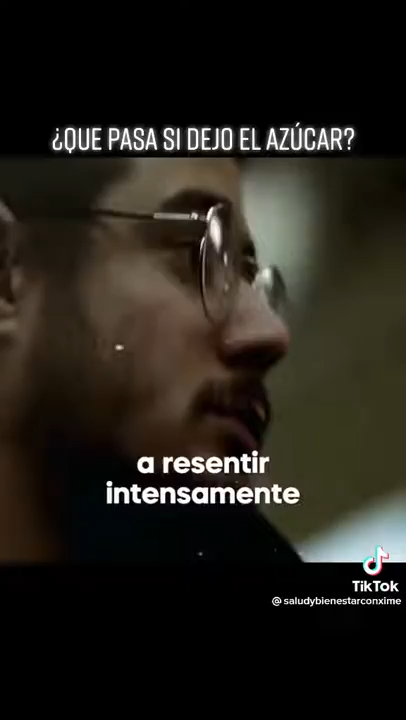 ¿QUE PASA SI DEJO EL AZÚCAR?
a resentir
intensamente
TikTok
@saludybienestarconxime